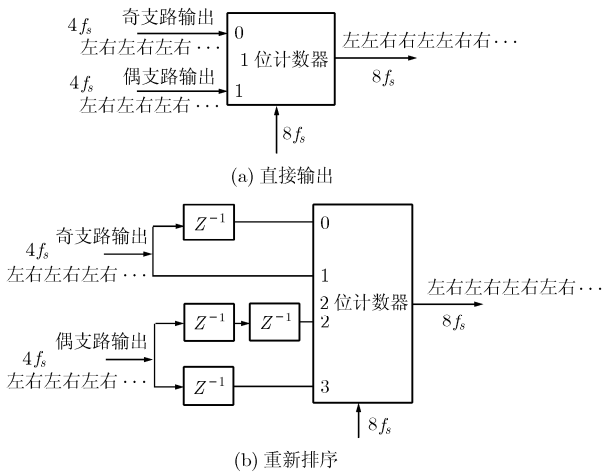 4fs 奇支路输出
左右左右左右···
0
4fs 偶支路输出
左右左右左右···
1
1 位计数器
左左右右左左右右···
8fs
8fs
(a) 直接输出
奇支路输出
4fs
左右左右左右···
Z⁻¹
0
1
2 位计数器
偶支路输出
4fs
左右左右左右···
Z⁻¹
Z⁻¹
2
Z⁻¹
3
左右左右左右左右···
8fs
8fs
(b) 重新排序